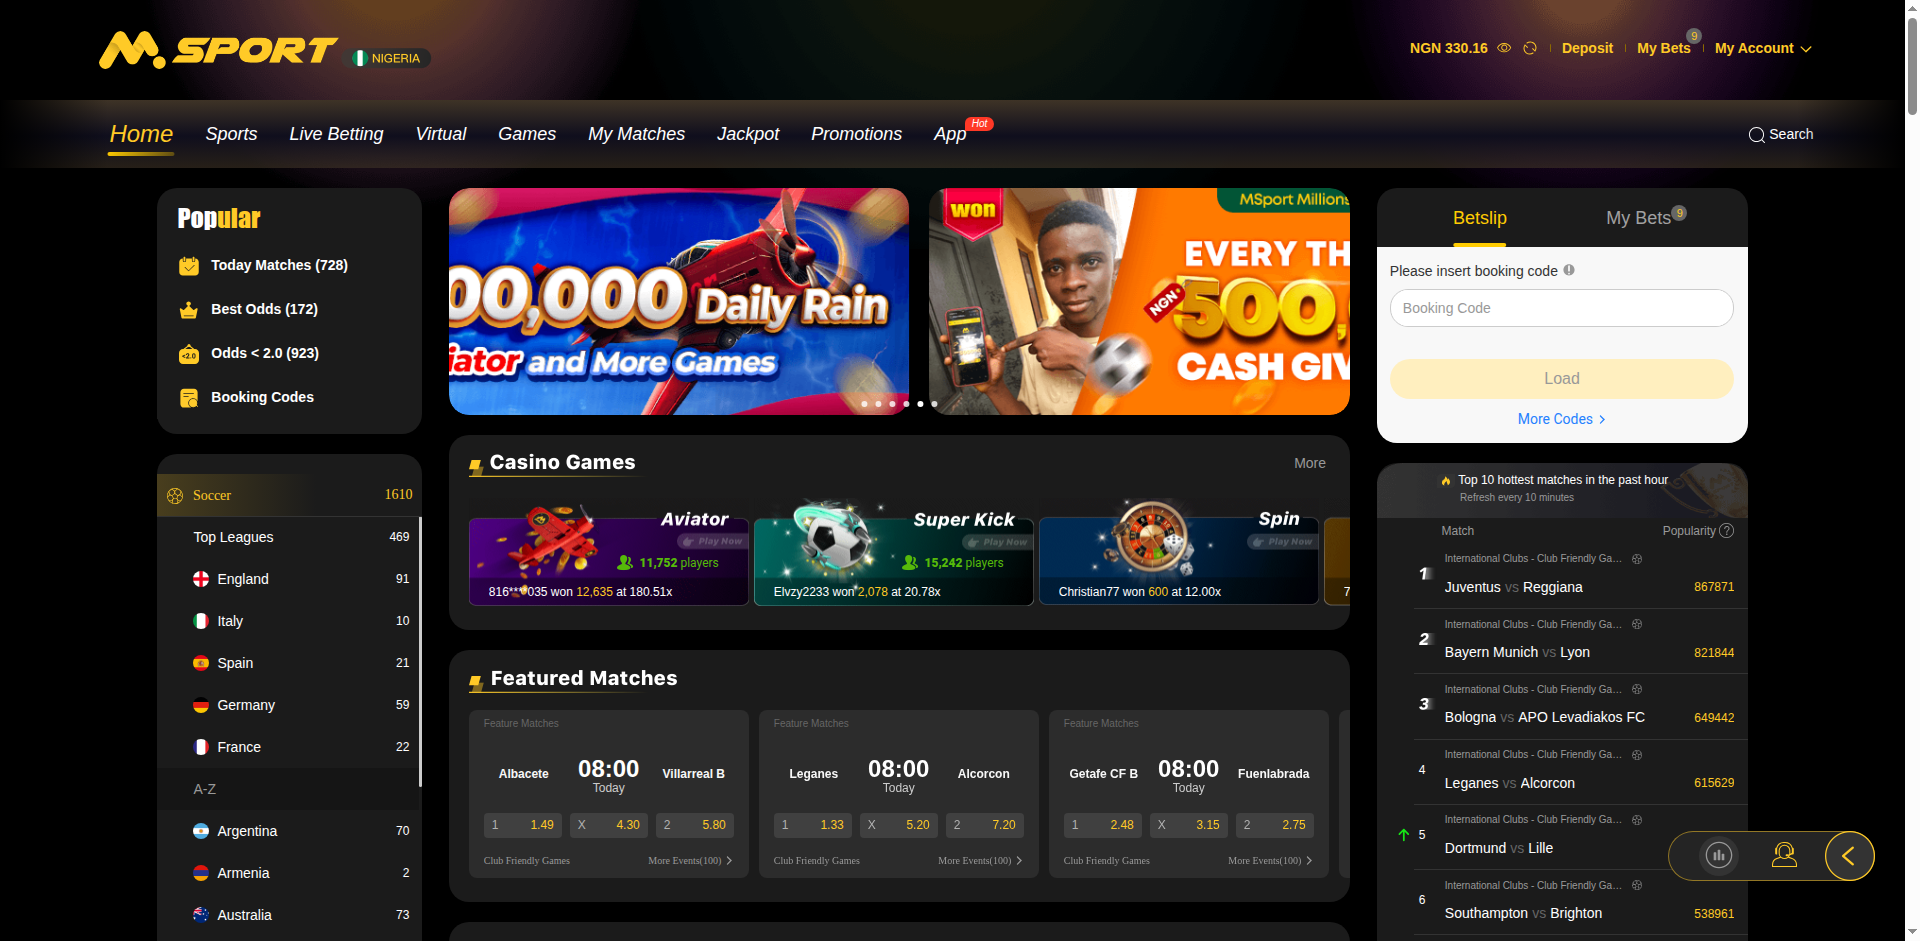 M.SPORT
NIGERIA
NGN 330.16
Deposit
My Bets
9
My Account
Home
Sports
Live Betting
Virtual
Games
My Matches
Jackpot
Promotions
App
Hot
Search
Popular
Today Matches (728)
Best Odds (172)
Odds < 2.0 (923)
<2.0
Booking Codes
Soccer 1610
Top Leagues 469
England 91
Italy 10
Spain 21
Germany 59
France 22
A-Z
Argentina 70
Armenia 2
Australia 73
00,000 Daily Rain
iator and More Games
won
MSport Millions
EVERY TH
NGN
500,
CASH GIV
Casino Games
More
Aviator
Play Now
11,752 players
816***035 won 12,635 at 180.51x
Super Kick
Play Now
15,242 players
Elvzy2233 won 2,078 at 20.78x
Spin
Play Now
Christian77 won 600 at 12.00x
7
Featured Matches
Feature Matches
Albacete
08:00
Today
Villarreal B
1 1.49
X 4.30
2 5.80
Club Friendly Games
More Events(100)
Feature Matches
Leganes
08:00
Today
Alcorcon
1 1.33
X 5.20
2 7.20
Club Friendly Games
More Events(100)
Feature Matches
Getafe CF B
08:00
Today
Fuenlabrada
1 2.48
X 3.15
2 2.75
Club Friendly Games
More Events(100)
Betslip
My Bets
9
Please insert booking code
Booking Code
Load
More Codes
Top 10 hottest matches in the past hour
Refresh every 10 minutes
Match
Popularity ?
International Clubs - Club Friendly Ga...
1
Juventus vs Reggiana 867871
International Clubs - Club Friendly Ga...
2
Bayern Munich vs Lyon 821844
International Clubs - Club Friendly Ga...
3
Bologna vs APO Levadiakos FC 649442
International Clubs - Club Friendly Ga...
4
Leganes vs Alcorcon 615629
International Clubs - Club Friendly Ga...
5
Dortmund vs Lille
International Clubs - Club Friendly Ga...
6
Southampton vs Brighton 538961